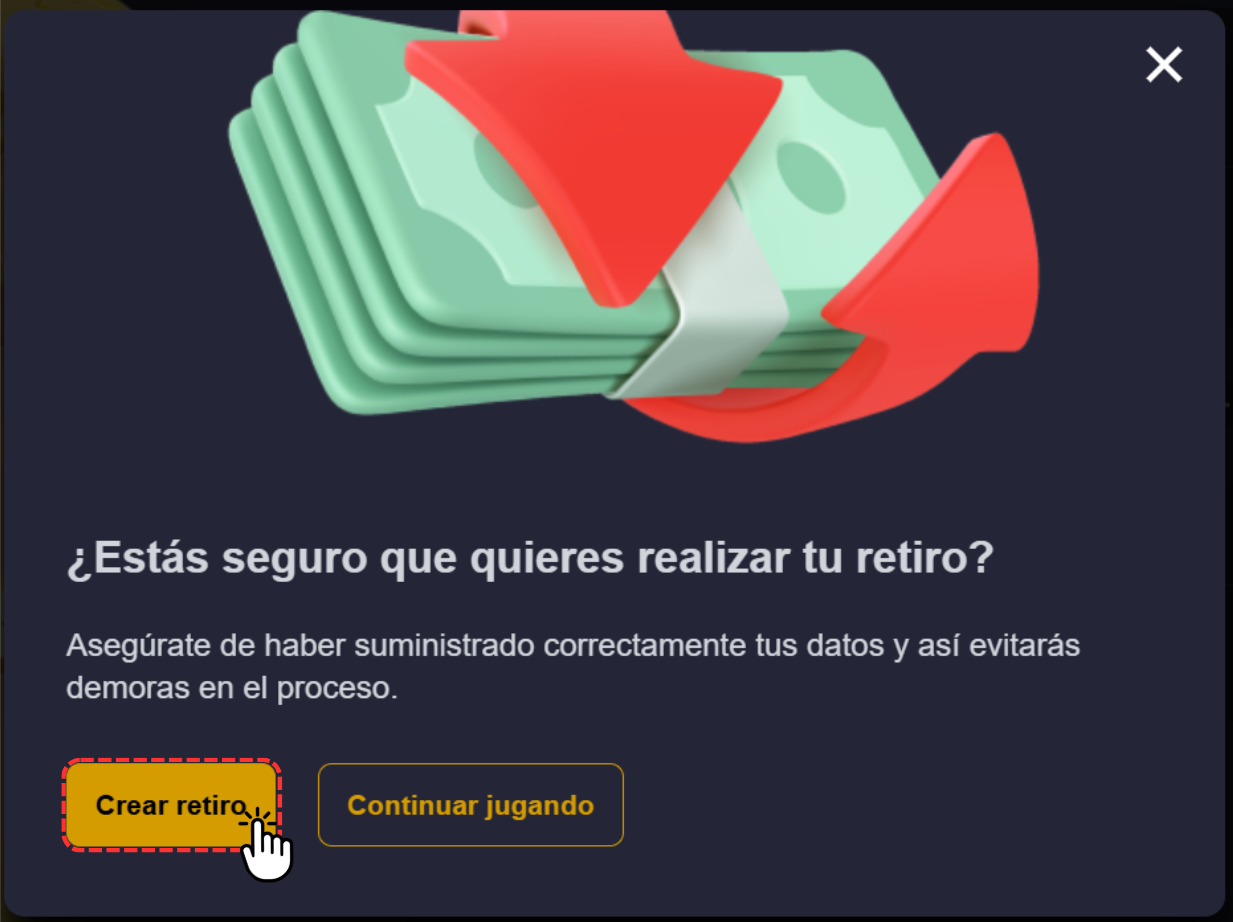 ¿Estás seguro que quieres realizar tu retiro?
Asegúrate de haber suministrado correctamente tus datos y así evitarás
demoras en el proceso.
Crear retiro
Continuar jugando